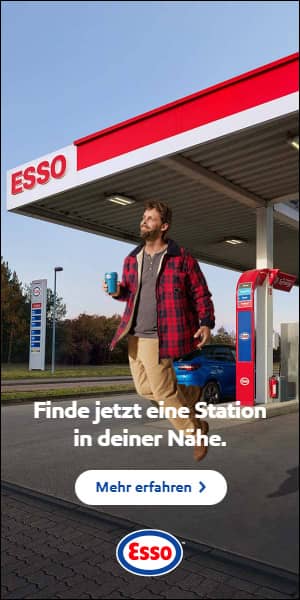 ESSO
Finde jetzt eine Station
in deiner Nähe.
Mehr erfahren
Esso